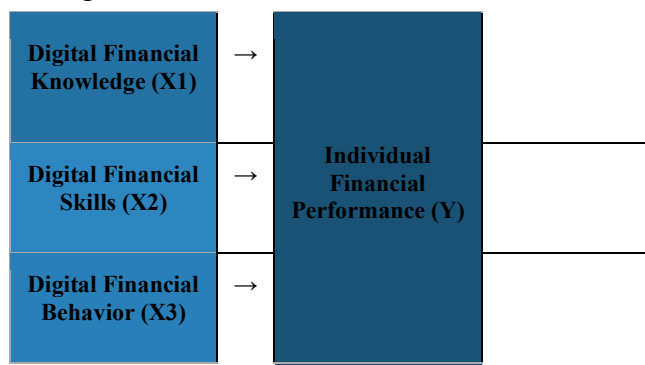 Digital Financial
Knowledge (X1)
→
Digital Financial
Skills (X2)
→
Individual
Financial
Performance (Y)
Digital Financial
Behavior (X3)
→